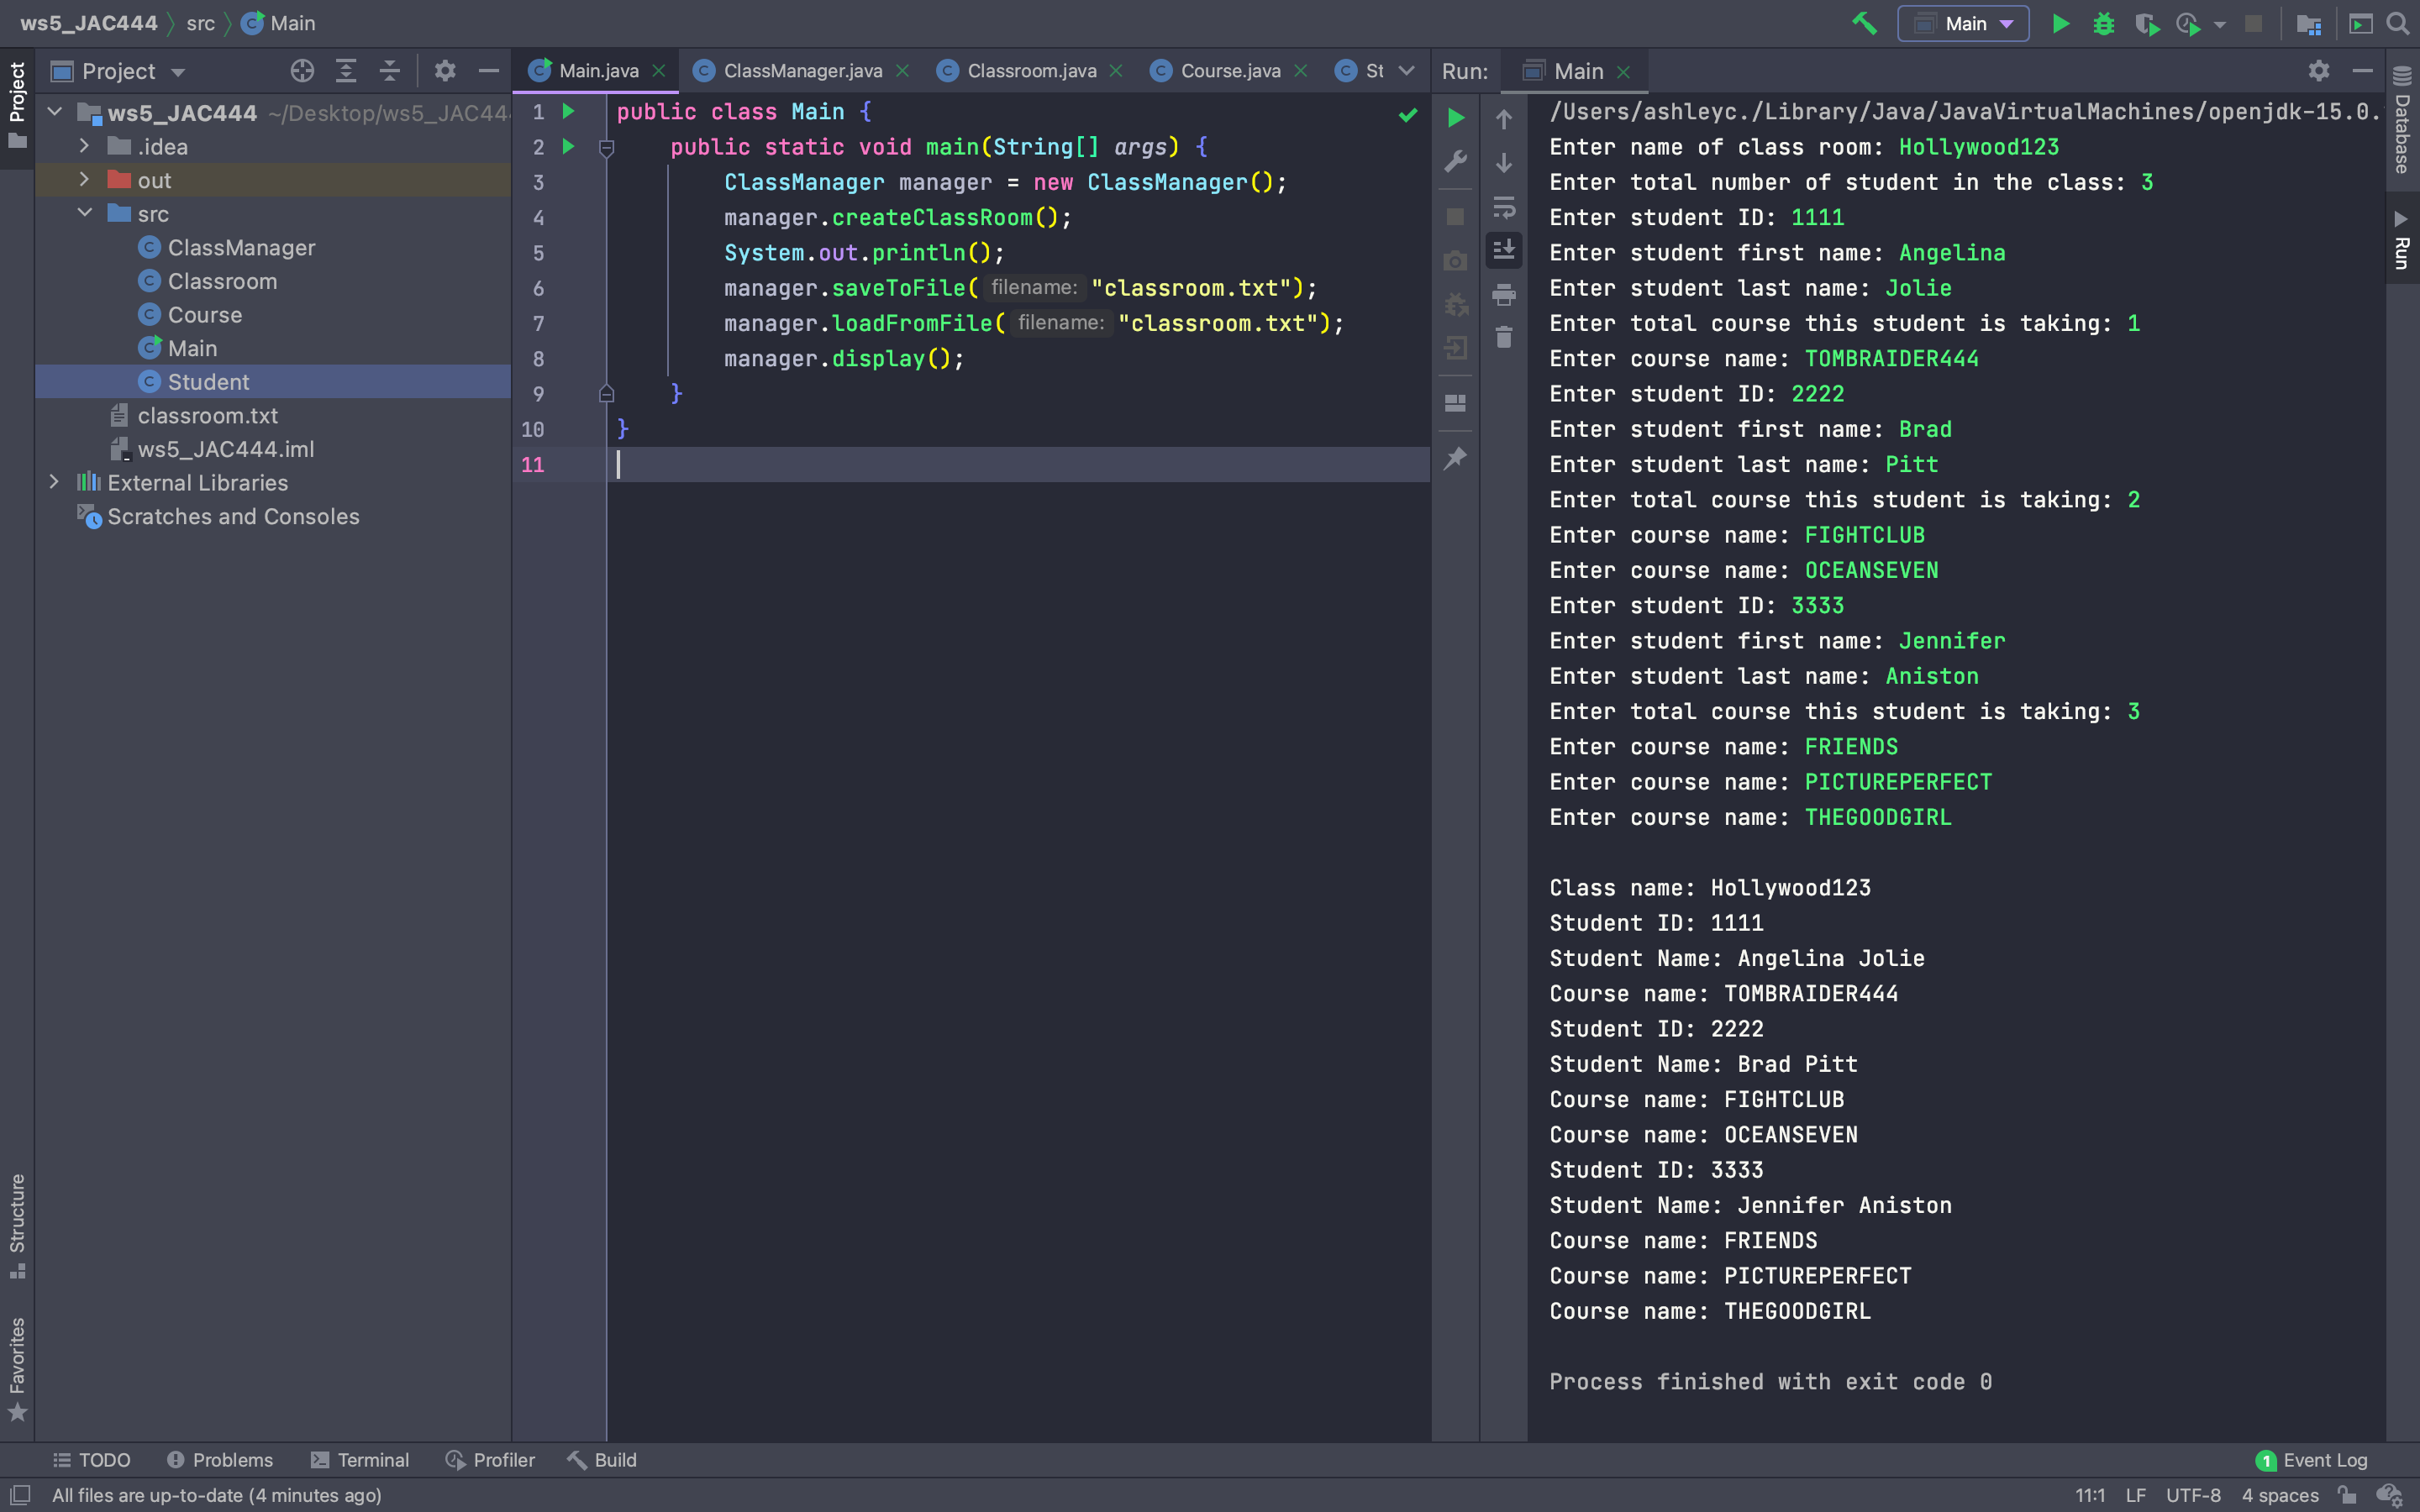 ws5_JAC444 src Main
Main
Project
Main.java ClassManager.java Classroom.java Course.java St
Run: Main
Project
ws5_JAC444 ~/Desktop/ws5_JAC44
.idea
out
src
ClassManager
Classroom
Course
Main
Student
classroom.txt
ws5_JAC444.iml
External Libraries
Scratches and Consoles
Structure
Favorites
1 public class Main {
2 public static void main(String[] args) {
3 ClassManager manager = new ClassManager();
4 manager.createClassRoom();
5 System.out.println();
6 manager.saveToFile( filename: "classroom.txt");
7 manager.loadFromFile( filename: "classroom.txt");
8 manager.display();
9 }
10 }
11
/Users/ashleyc./Library/Java/JavaVirtualMachines/openjdk-15.0.
Enter name of class room: Hollywood123
Enter total number of student in the class: 3
Enter student ID: 1111
Enter student first name: Angelina
Enter student last name: Jolie
Enter total course this student is taking: 1
Enter course name: TOMBRAIDER444
Enter student ID: 2222
Enter student first name: Brad
Enter student last name: Pitt
Enter total course this student is taking: 2
Enter course name: FIGHTCLUB
Enter course name: OCEANSEVEN
Enter student ID: 3333
Enter student first name: Jennifer
Enter student last name: Aniston
Enter total course this student is taking: 3
Enter course name: FRIENDS
Enter course name: PICTUREPERFECT
Enter course name: THEGOODGIRL
Class name: Hollywood123
Student ID: 1111
Student Name: Angelina Jolie
Course name: TOMBRAIDER444
Student ID: 2222
Student Name: Brad Pitt
Course name: FIGHTCLUB
Course name: OCEANSEVEN
Student ID: 3333
Student Name: Jennifer Aniston
Course name: FRIENDS
Course name: PICTUREPERFECT
Course name: THEGOODGIRL
Process finished with exit code 0
Database
Run
TODO Problems Terminal Profiler Build
1 Event Log
All files are up-to-date (4 minutes ago)
11:1 LF UTF-8 4 spaces